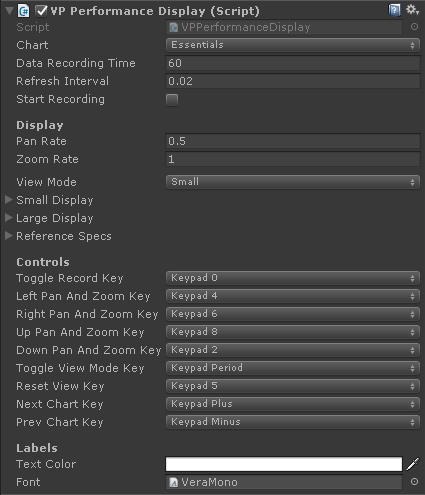 VP Performance Display (Script)
Script VPPerformanceDisplay
Chart Essentials
Data Recording Time 60
Refresh Interval 0.02
Start Recording
Display
Pan Rate 0.5
Zoom Rate 1
View Mode Small
Small Display
Large Display
Reference Specs
Controls
Toggle Record Key Keypad 0
Left Pan And Zoom Key Keypad 4
Right Pan And Zoom Key Keypad 6
Up Pan And Zoom Key Keypad 8
Down Pan And Zoom Key Keypad 2
Toggle View Mode Key Keypad Period
Reset View Key Keypad 5
Next Chart Key Keypad Plus
Prev Chart Key Keypad Minus
Labels
Text Color
Font VeraMono